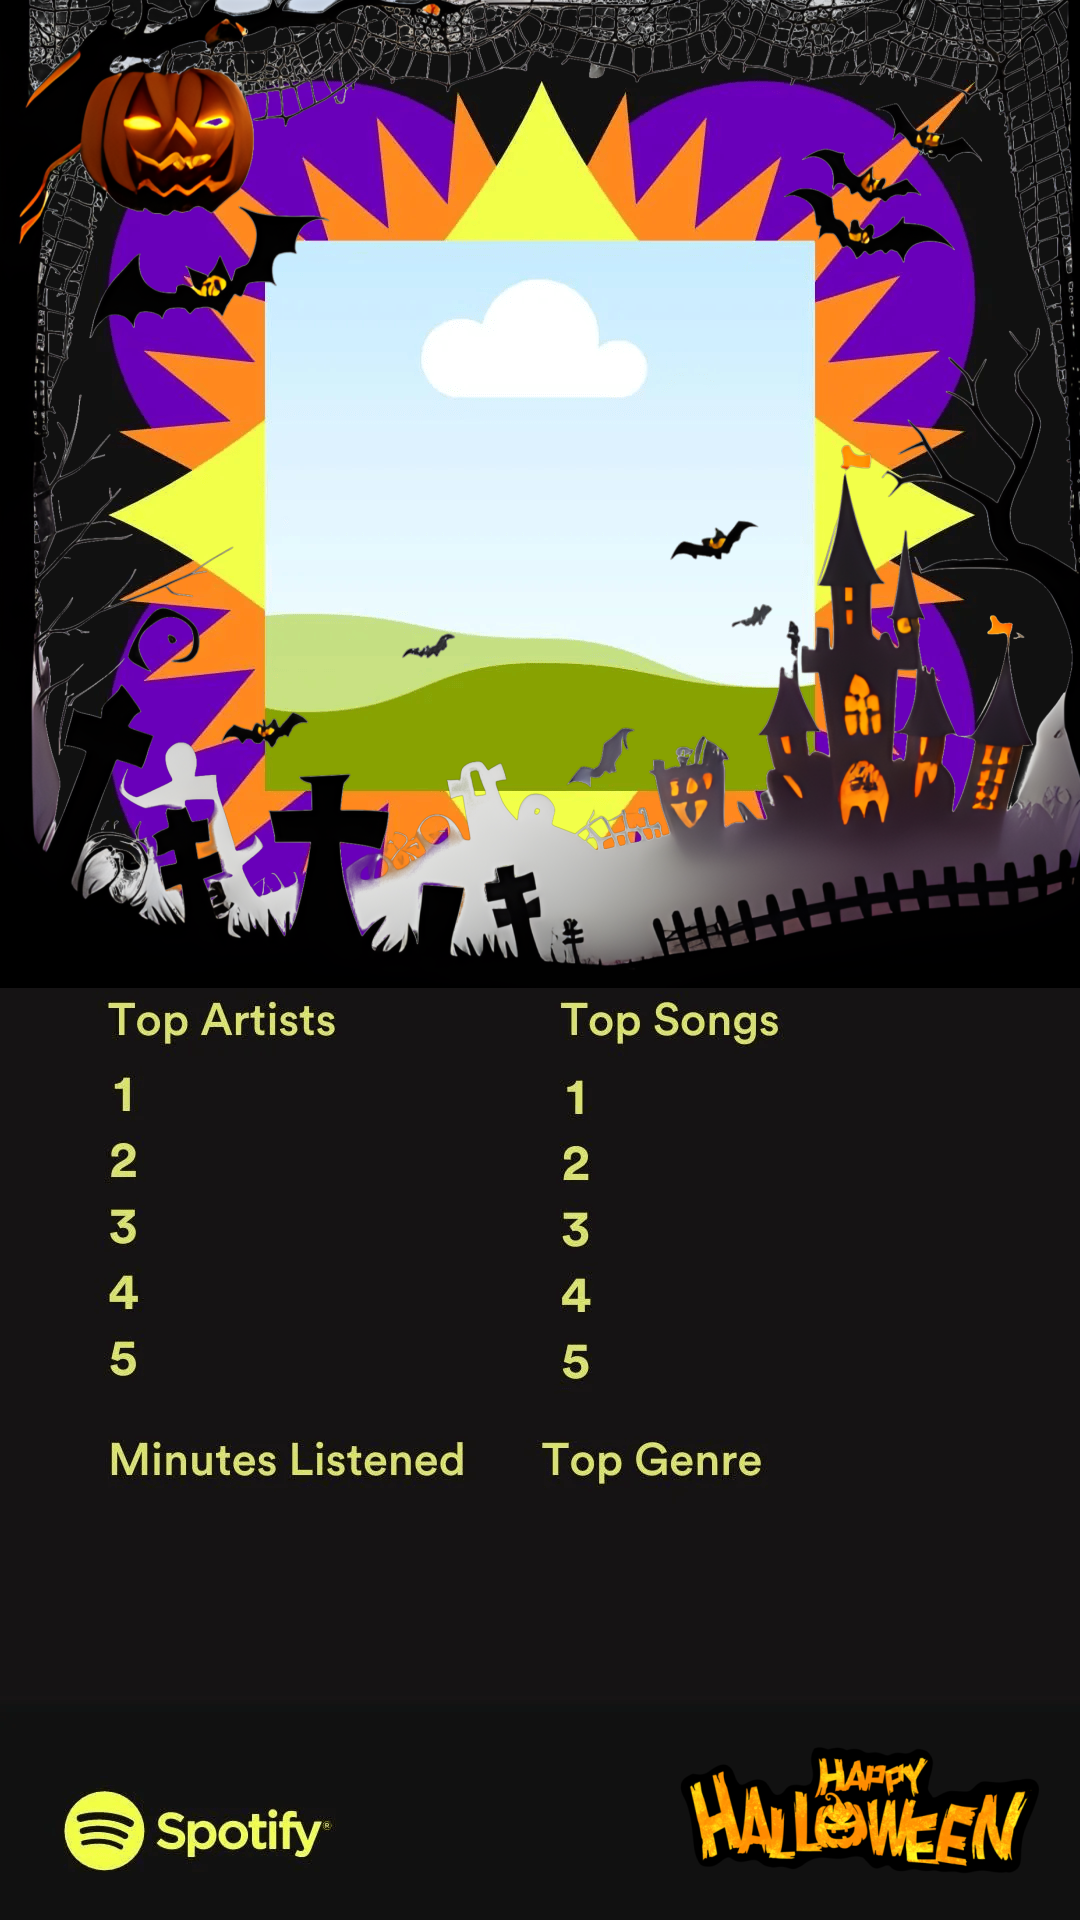 Top Artists
1
2
3
4
5
Top Songs
1
2
3
4
5
Minutes Listened
Top Genre
Spotify®
HAPPY
HALLOWEEN